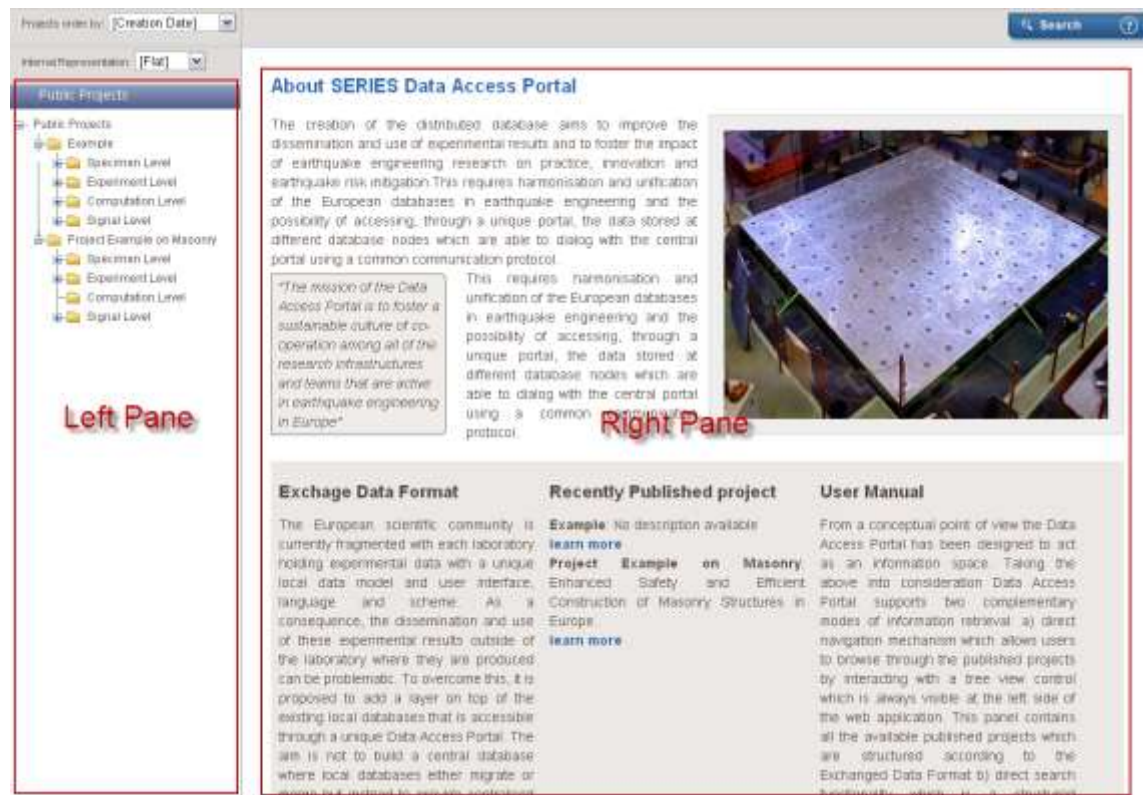 Projects order by: [Creation Date]
Search
Internal Representation: [Flat]
Public Projects
Public Projects
Example
Specimen Level
Experiment Level
Computation Level
Signal Level
Project Example on Masonry
Specimen Level
Experiment Level
Computation Level
Signal Level
Left Pane
About SERIES Data Access Portal
The creation of the distributed database aims to improve the
dissemination and use of experimental results and to foster the impact
of earthquake engineering research on practice, innovation and
earthquake risk mitigation.This requires harmonisation and unification
of the European databases in earthquake engineering and the
possibility of accessing, through a unique portal, the data stored at
different database nodes which are able to dialog with the central
portal using a common communication protocol.
"The mission of the Data
Access Portal is to foster a
sustainable culture of co-
operation among all of the
research infrastructures
and teams that are active
in earthquake engineering
in Europe"
This requires harmonisation and
unification of the European databases
in earthquake engineering and the
possibility of accessing, through a
unique portal, the data stored at
different database nodes which are
able to dialog with the central portal
using a common
protocol.
Right Pane
Exchage Data Format
The European scientific community is
currently fragmented with each laboratory
holding experimental data with a unique
local data model and user interface,
language and scheme. As a
consequence, the dissemination and use
of these experimental results outside of
the laboratory where they are produced
can be problematic. To overcome this, it is
proposed to add a layer on top of the
existing local databases that is accessible
through a unique Data Access Portal. The
aim is not to build a central database
where local databases either migrate or
Recently Published project
Example No description available
learn more
Project Example on Masonry
Enhanced Safety and Efficient
Construction of Masonry Structures in
Europe
learn more
User Manual
From a conceptual point of view the Data
Access Portal has been designed to act
as an information space. Taking the
above into consideration Data Access
Portal supports two complementary
modes of information retrieval: a) direct
navigation mechanism which allows users
to browse through the published projects
by interacting with a tree view control
which is always visible at the left side of
the web application. This panel contains
all the available published projects which
are structured according to the
Exchanged Data Format b) direct search